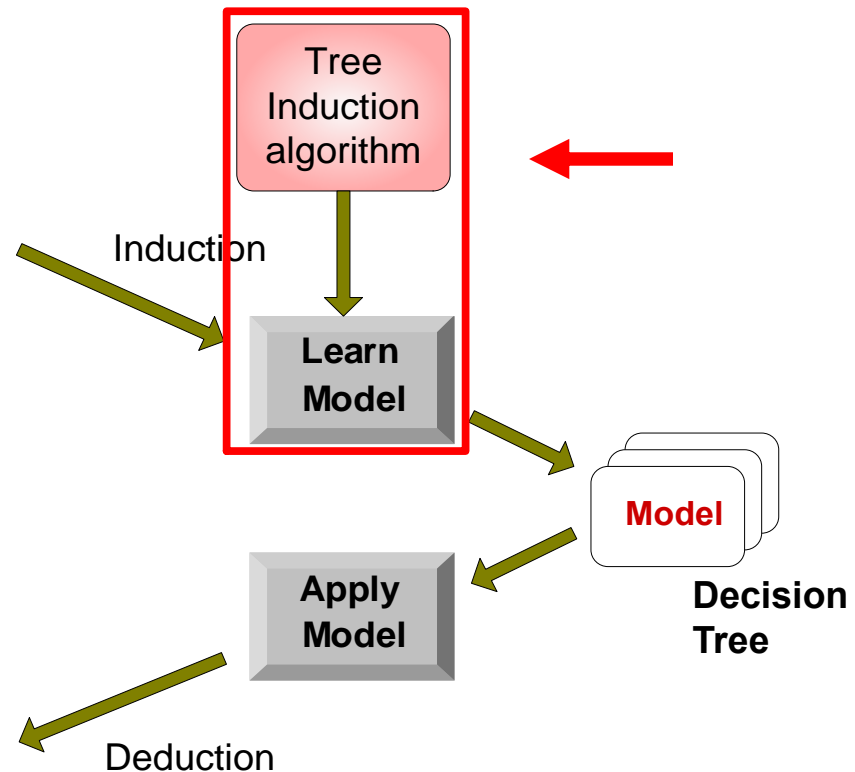 Tree
Induction
algorithm
Induction
Learn
Model
Model
Decision
Tree
Apply
Model
Deduction